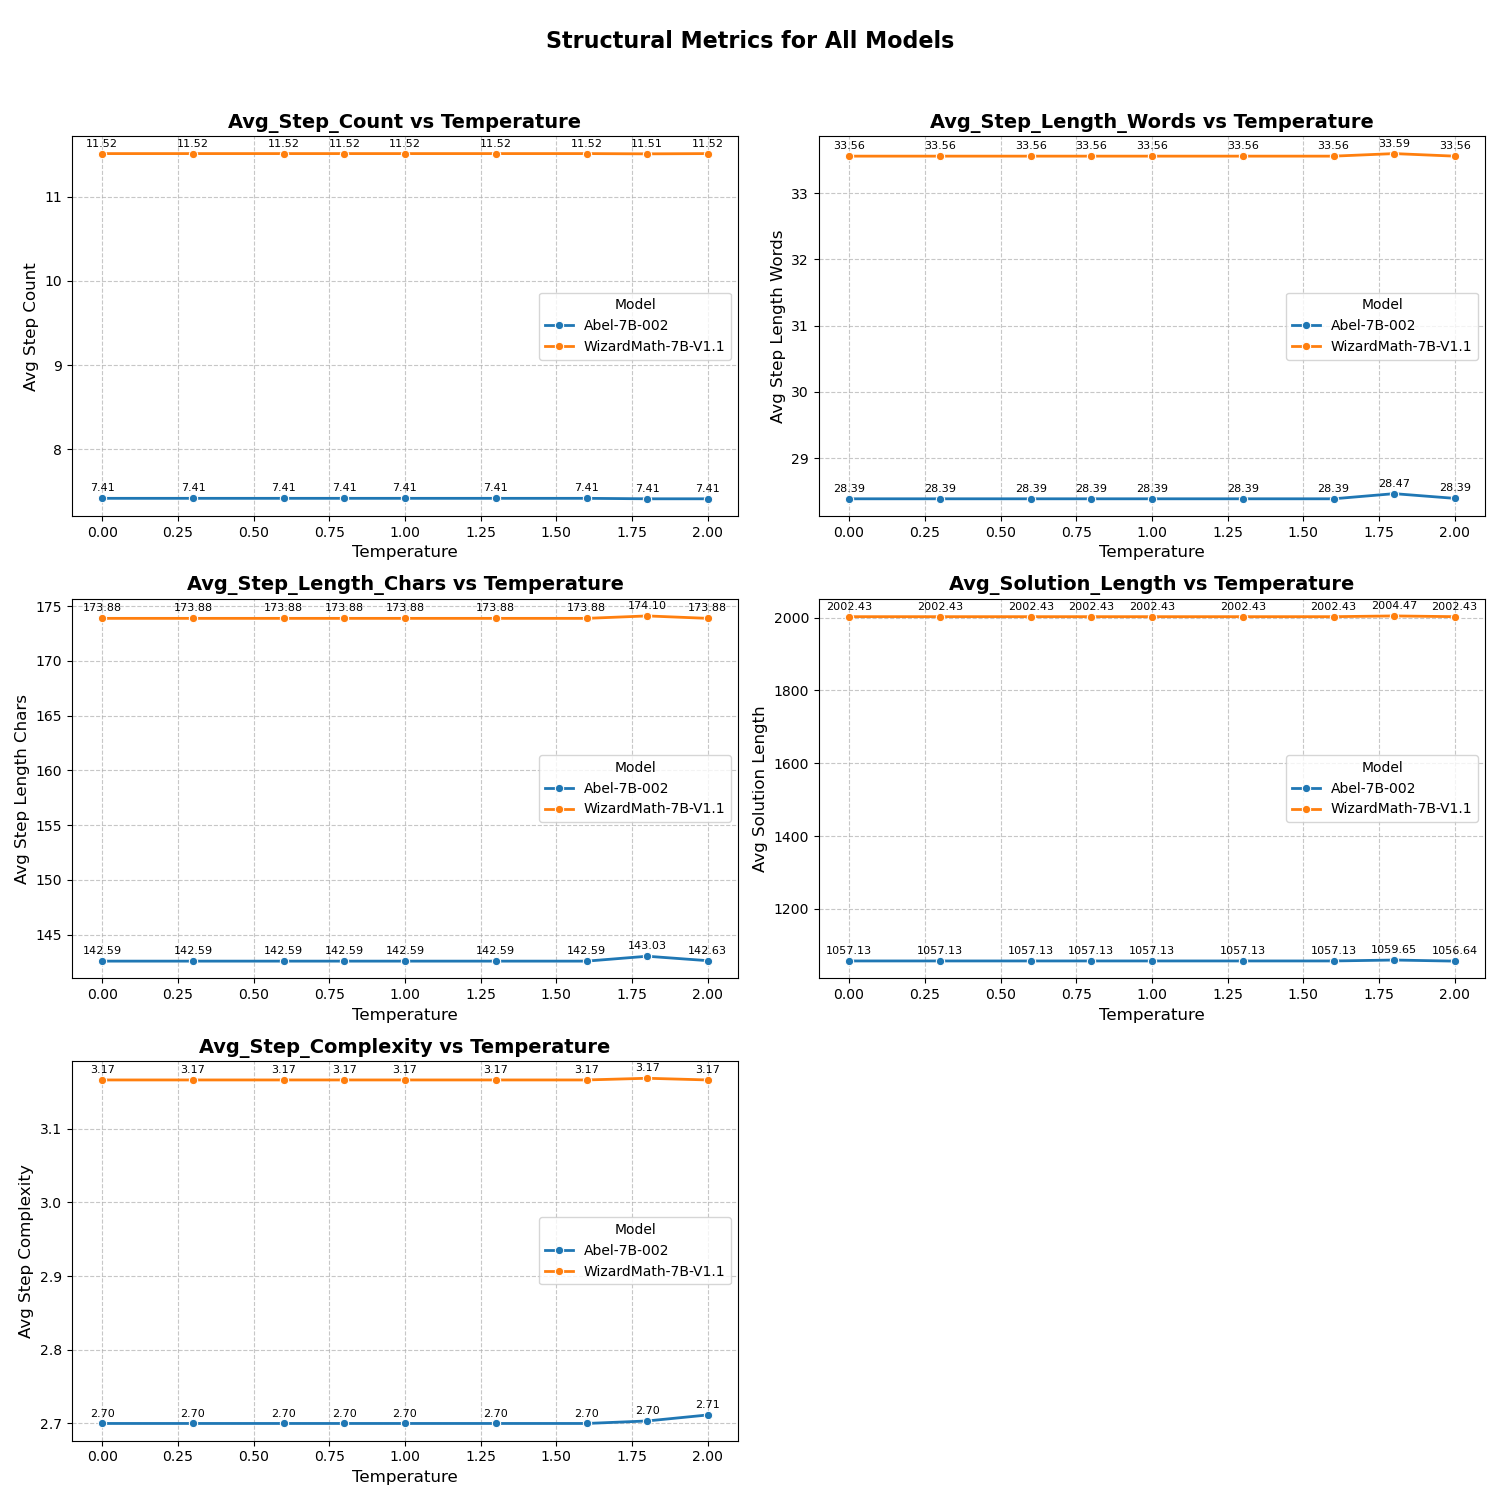 Structural Metrics for All Models
Avg_Step_Count vs Temperature
11.52 11.52 11.52 11.52 11.52 11.52 11.52 11.51 11.52
11
10
9
8
Avg Step Count
Model
Abel-7B-002
WizardMath-7B-V1.1
7.41 7.41 7.41 7.41 7.41 7.41 7.41 7.41 7.41
0.00 0.25 0.50 0.75 1.00 1.25 1.50 1.75 2.00
Temperature
Avg_Step_Length_Words vs Temperature
33.56 33.56 33.56 33.56 33.56 33.56 33.56 33.59 33.56
33
32
31
30
29
Avg Step Length Words
Model
Abel-7B-002
WizardMath-7B-V1.1
28.39 28.39 28.39 28.39 28.39 28.39 28.39 28.47 28.39
0.00 0.25 0.50 0.75 1.00 1.25 1.50 1.75 2.00
Temperature
Avg_Step_Length_Chars vs Temperature
173.88 173.88 173.88 173.88 173.88 173.88 173.88 174.10 173.88
175
170
165
160
155
150
145
Avg Step Length Chars
Model
Abel-7B-002
WizardMath-7B-V1.1
142.59 142.59 142.59 142.59 142.59 142.59 142.59 143.03 142.63
0.00 0.25 0.50 0.75 1.00 1.25 1.50 1.75 2.00
Temperature
Avg_Solution_Length vs Temperature
2002.43 2002.43 2002.43 2002.43 2002.43 2002.43 2002.43 2004.47 2002.43
2000
1800
1600
1400
1200
Avg Solution Length
Model
Abel-7B-002
WizardMath-7B-V1.1
1057.13 1057.13 1057.13 1057.13 1057.13 1057.13 1057.13 1059.65 1056.64
0.00 0.25 0.50 0.75 1.00 1.25 1.50 1.75 2.00
Temperature
Avg_Step_Complexity vs Temperature
3.17 3.17 3.17 3.17 3.17 3.17 3.17 3.17 3.17
3.1
3.0
2.9
2.8
2.7
Avg Step Complexity
Model
Abel-7B-002
WizardMath-7B-V1.1
2.70 2.70 2.70 2.70 2.70 2.70 2.70 2.70 2.71
0.00 0.25 0.50 0.75 1.00 1.25 1.50 1.75 2.00
Temperature